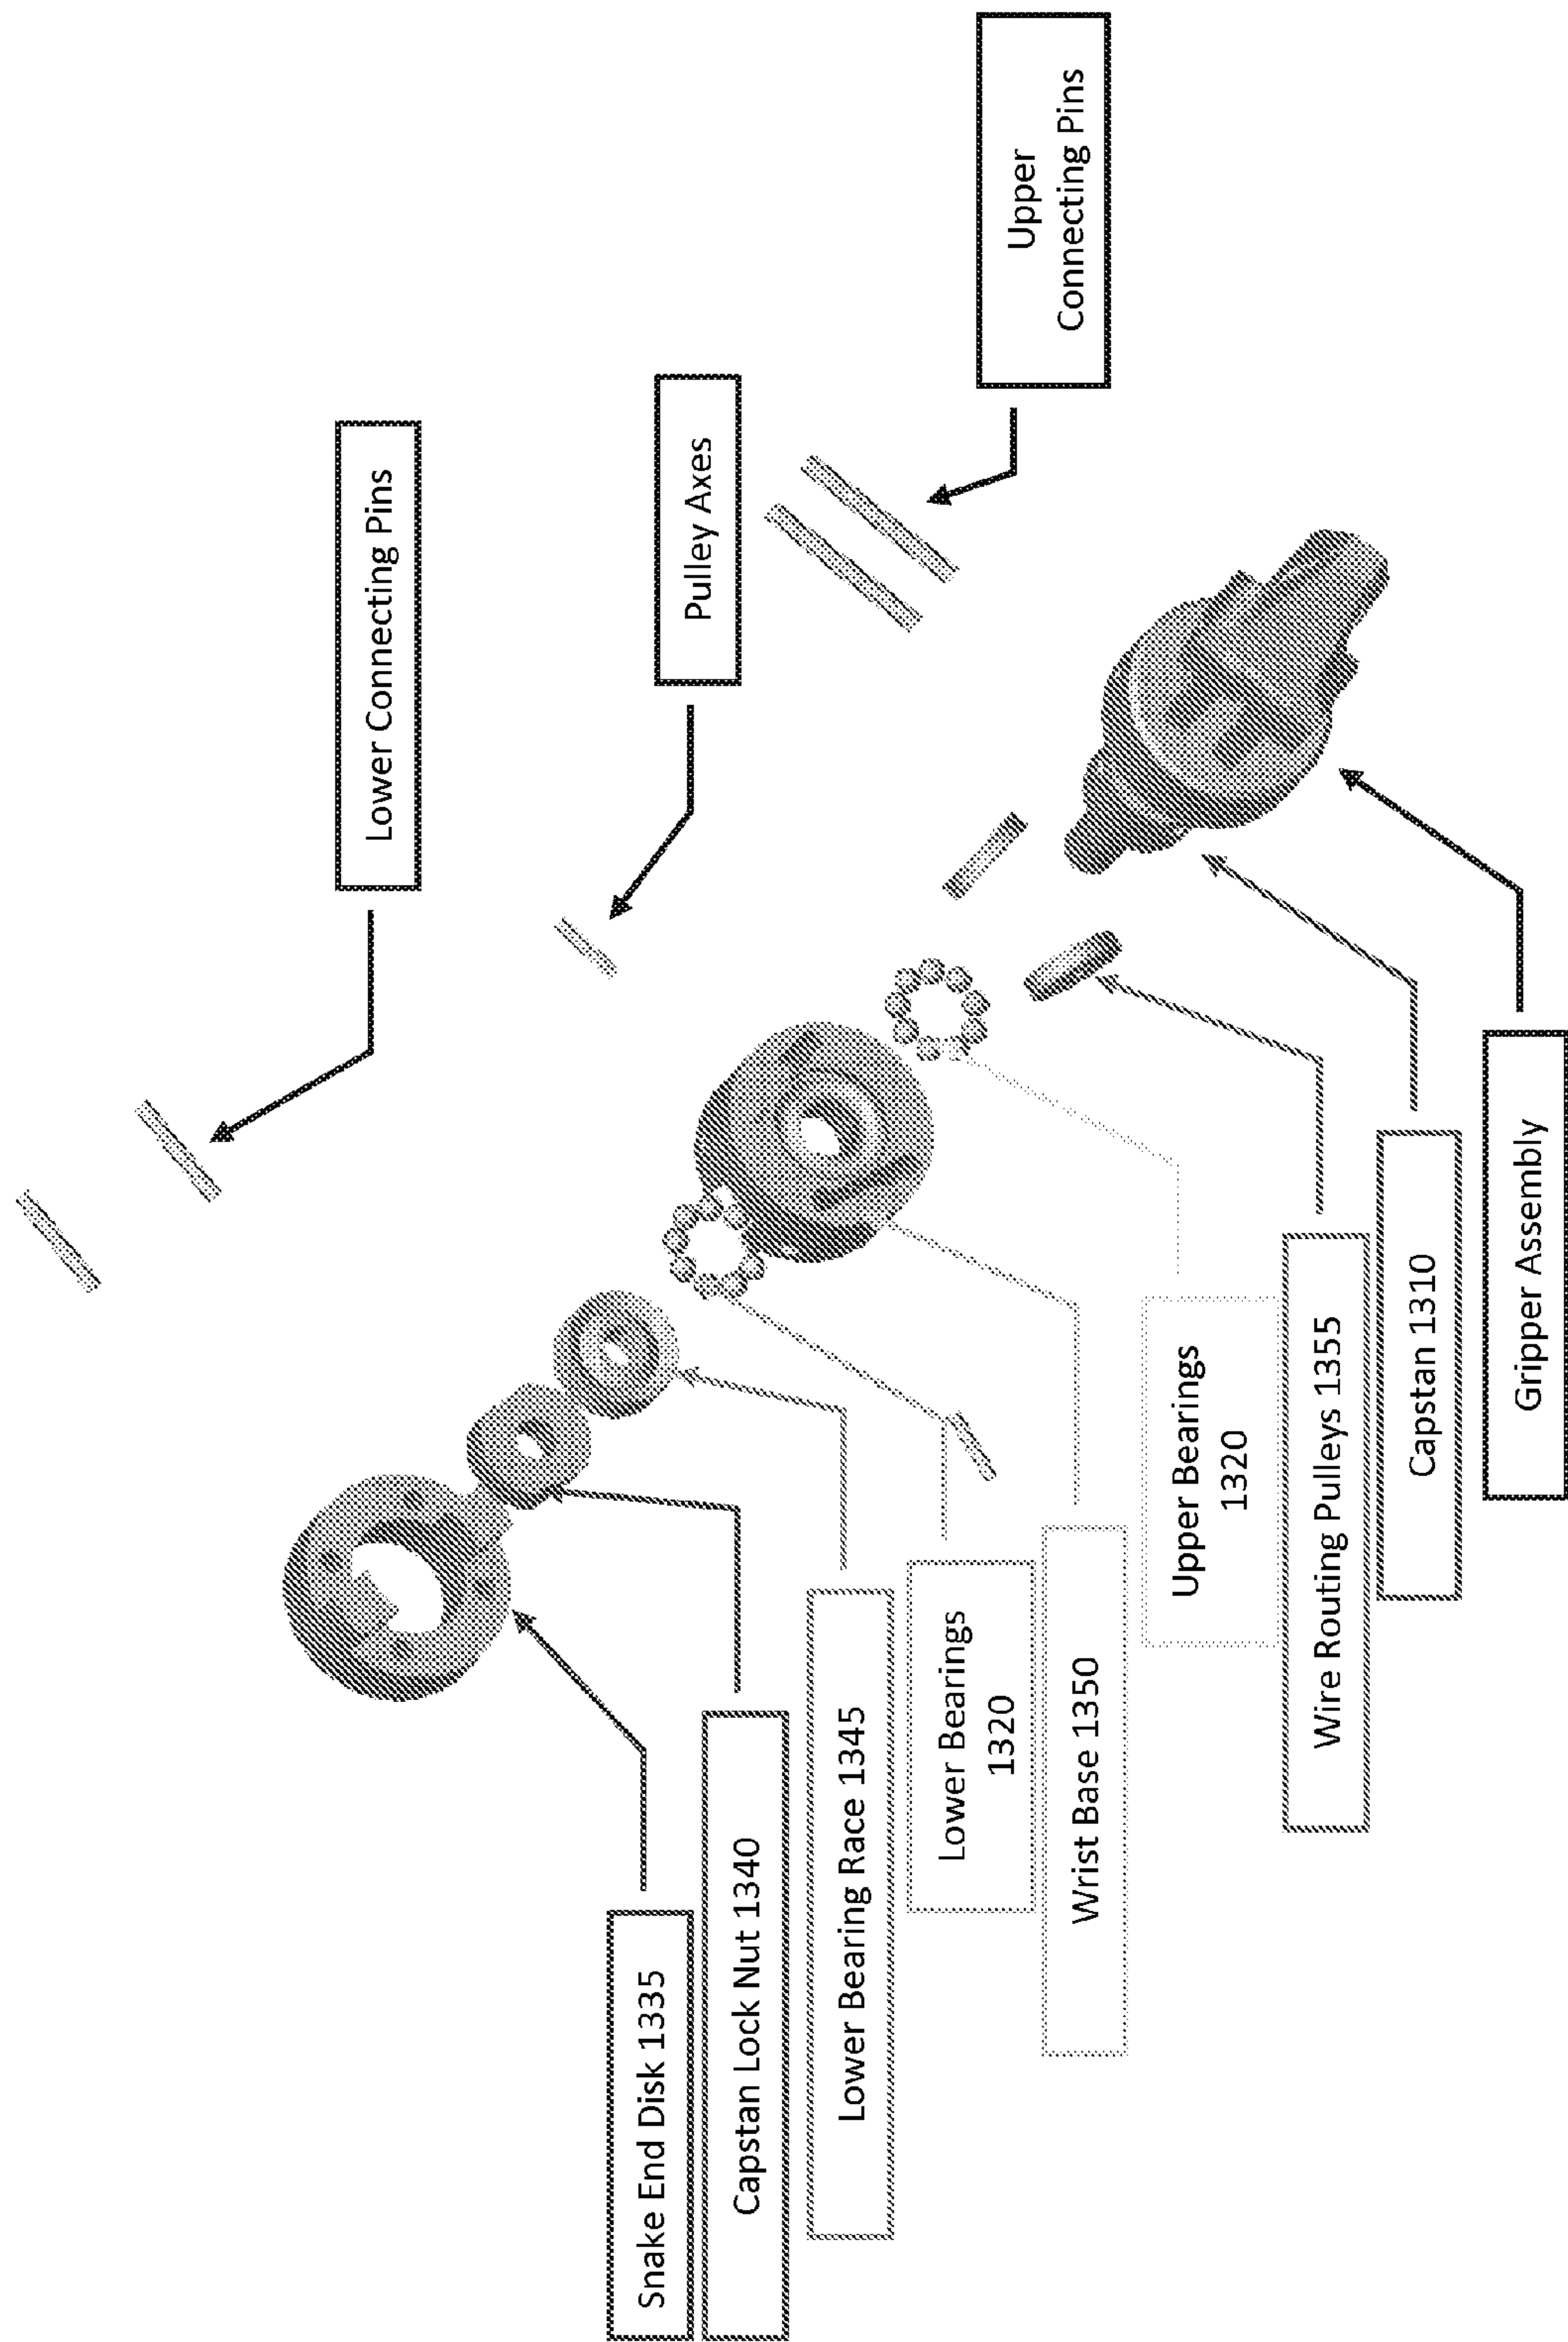 Lower Connecting Pins
Pulley Axes
Upper
Connecting Pins
Snake End Disk 1335
Capstan Lock Nut 1340
Lower Bearing Race 1345
Lower Bearings
1320
Wrist Base 1350
Upper Bearings
1320
Wire Routing Pulleys 1355
Capstan 1310
Gripper Assembly